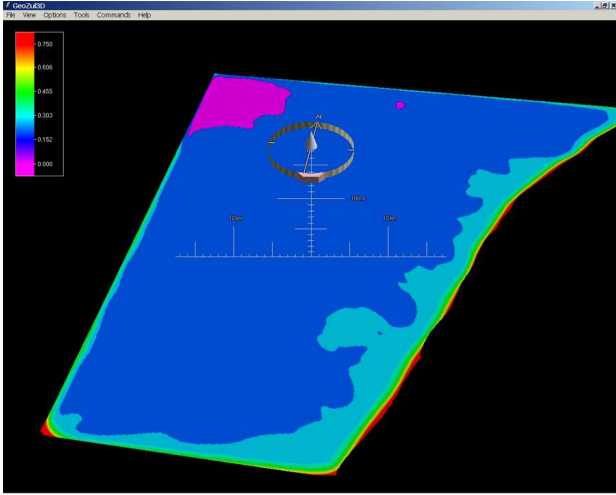 GeoZui3D
File View Options Tools Commands Help
0.750
0.606
0.455
0.303
0.152
0.000
N
100 m
10 km
10 km